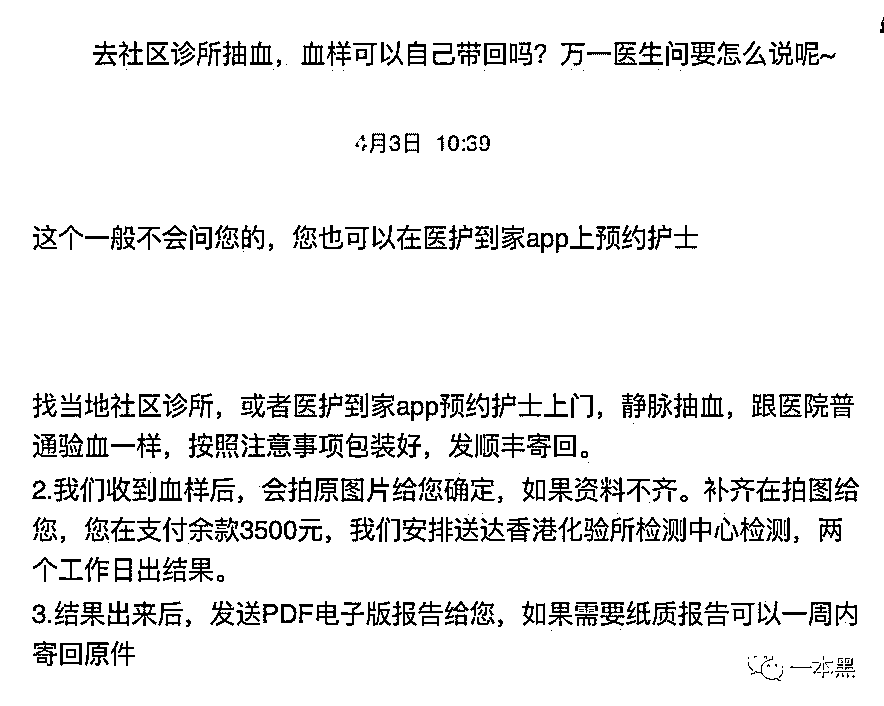 去社区诊所抽血，血样可以自己带回吗？万一医生问要怎么说呢~
4月3日 10:39
这个一般不会问您的，您也可以在医护到家app上预约护士
找当地社区诊所，或者医护到家app预约护士上门，静脉抽血，跟医院普
通验血一样，按照注意事项包装好，发顺丰寄回。
2.我们收到血样后，会拍原图片给您确定，如果资料不齐。补齐在拍图给
您，您在支付余款3500元，我们安排送达香港化验所检测中心检测，两
个工作日出结果。
3.结果出来后，发送PDF电子版报告给您，如果需要纸质报告可以一周内
寄回原件
一本黑